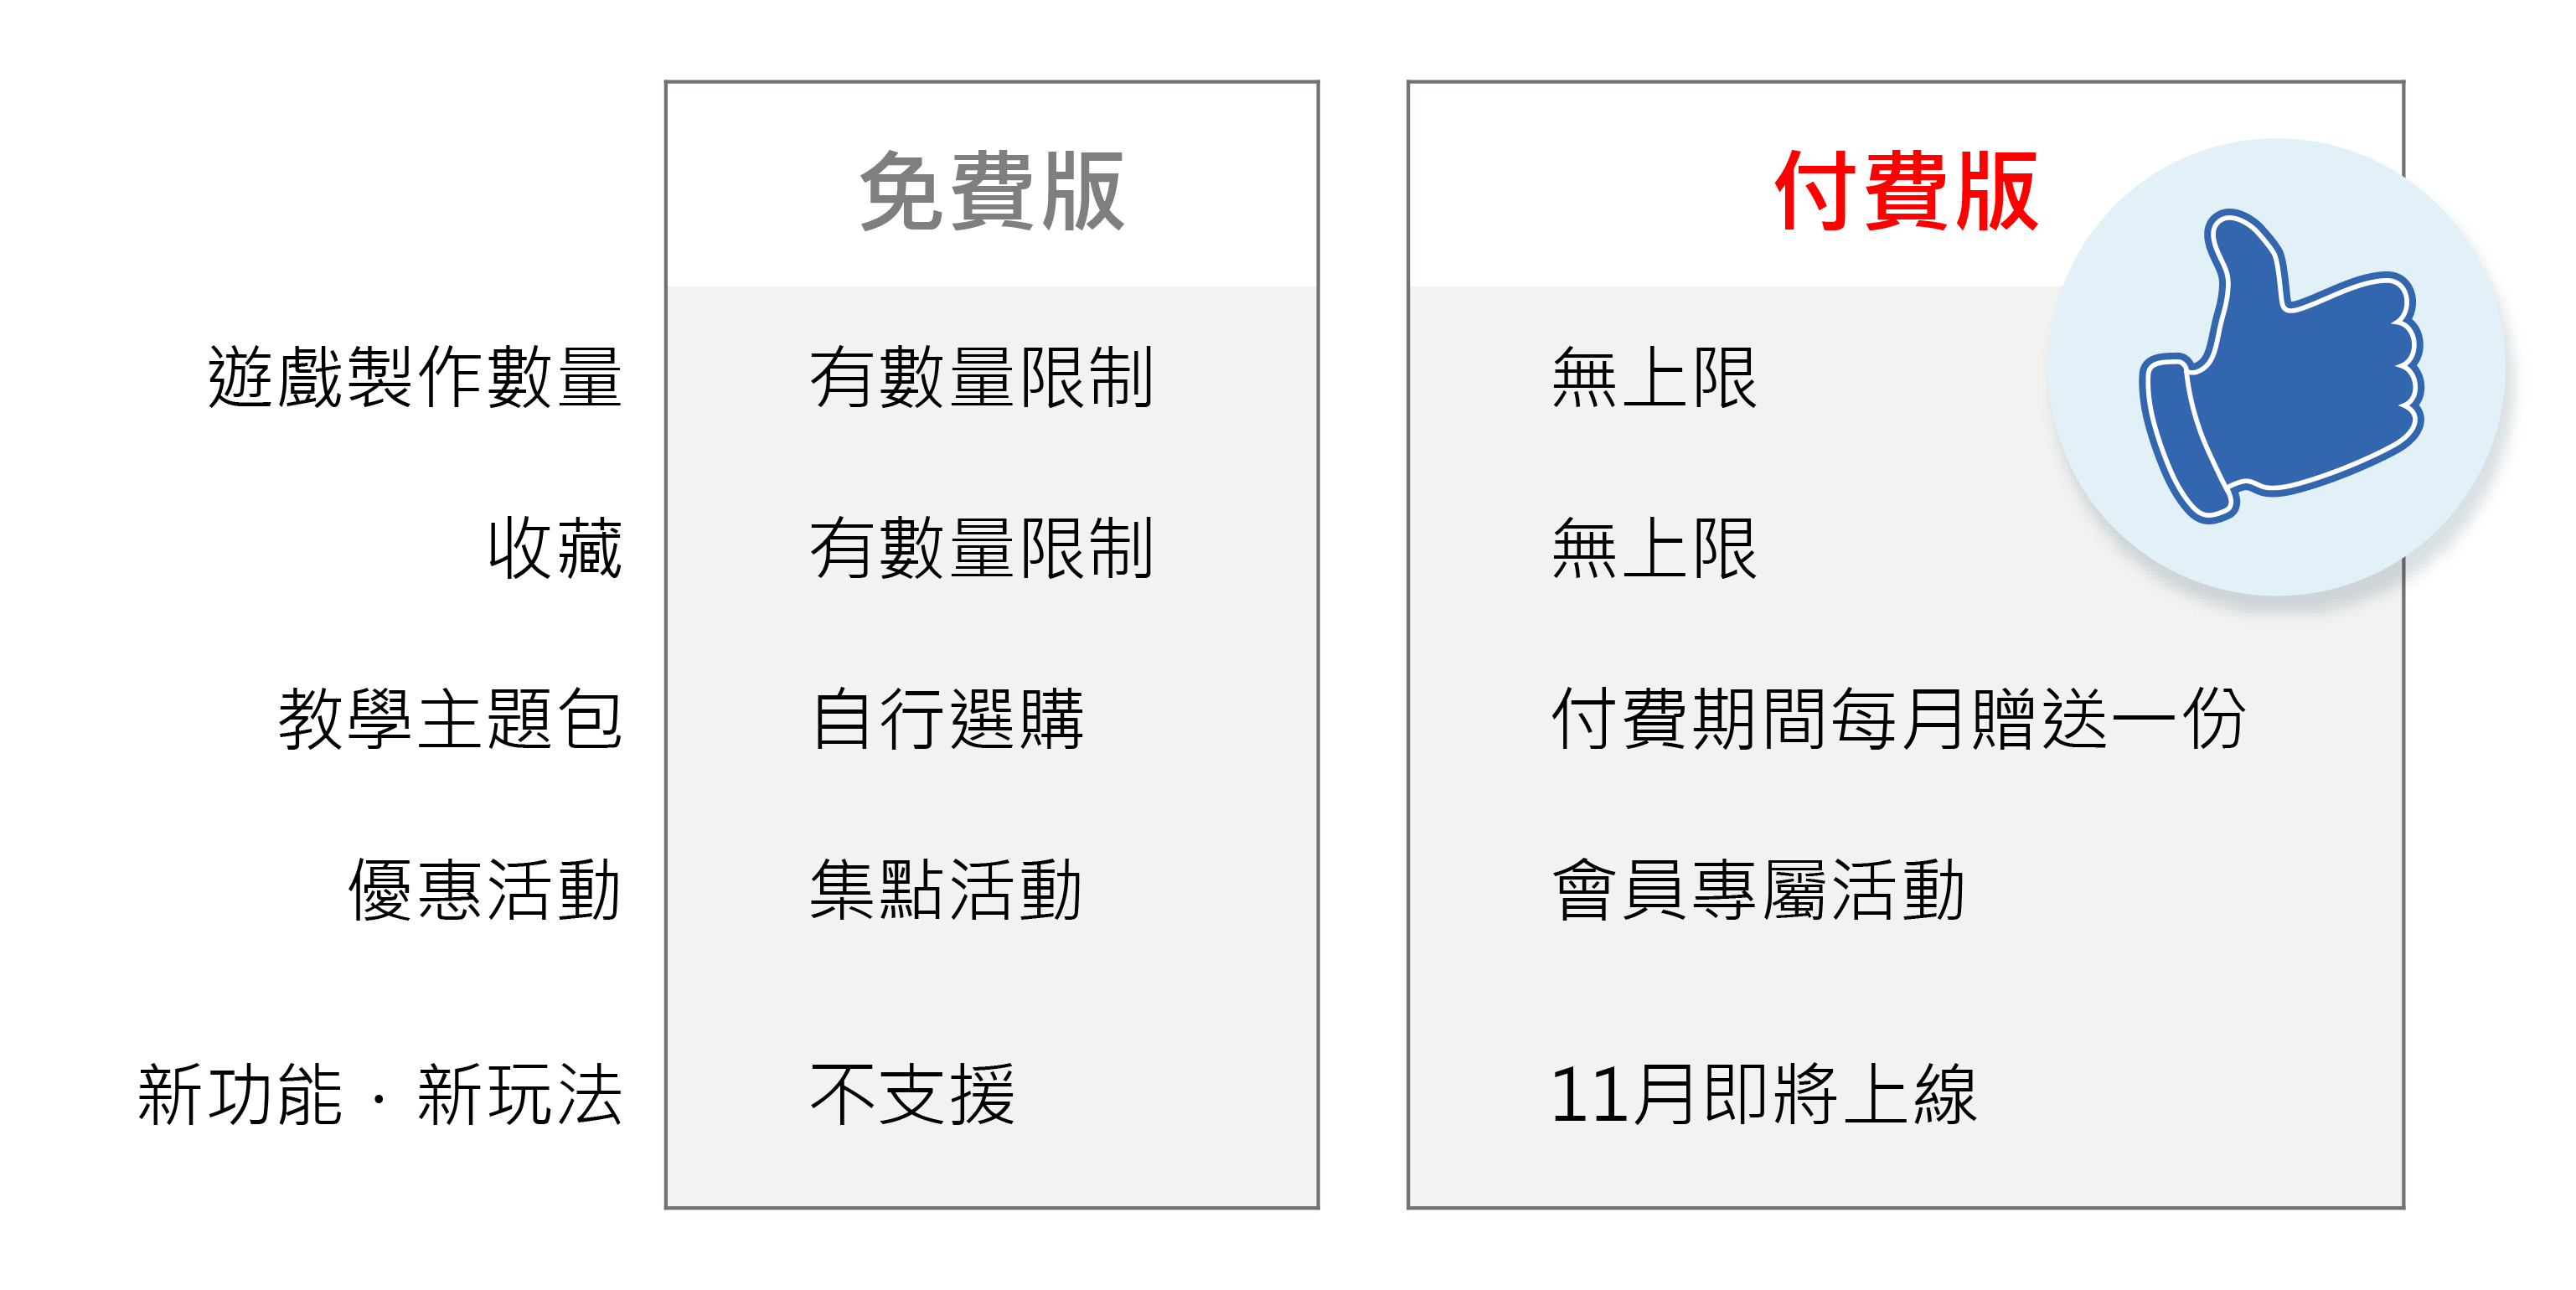 免費版 付費版
遊戲製作數量 有數量限制 無上限
收藏 有數量限制 無上限
教學主題包 自行選購 付費期間每月贈送一份
優惠活動 集點活動 會員專屬活動
新功能．新玩法 不支援 11月即將上線